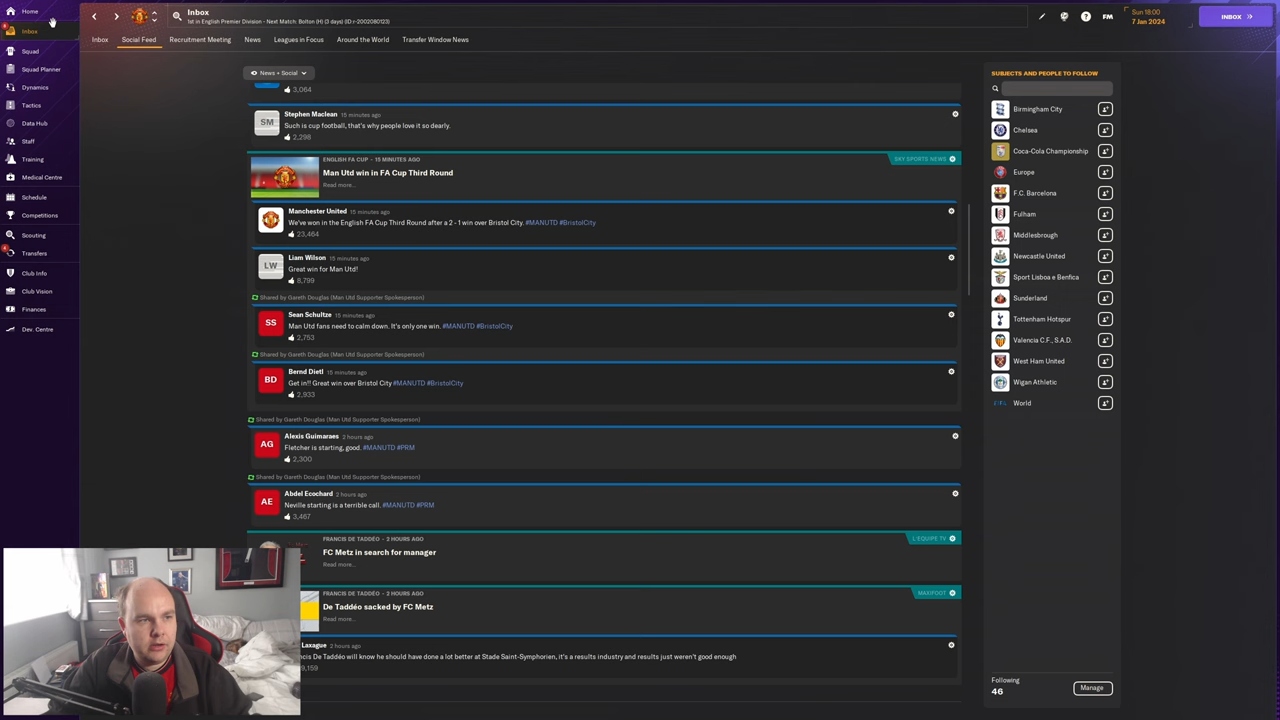 Home
Inbox
Squad
Squad Planner
Dynamics
Tactics
Data Hub
Staff
Training
Medical Centre
Schedule
Competitions
Scouting
Transfers
Club Info
Club Vision
Finances
Dev. Centre
Inbox
1st in English Premier Division - Next Match: Bolton (H) (3 days) (ID:r-2002080123)
FM
Sun 18:00
7 Jan 2024
INBOX
Inbox
Social Feed
Recruitment Meeting
News
Leagues in Focus
Around the World
Transfer Window News
News + Social
3,064
SM
Stephen Maclean 15 minutes ago
Such is cup football, that's why people love it so dearly.
2,298
ENGLISH FA CUP - 15 MINUTES AGO
SKY SPORTS NEWS
Man Utd win in FA Cup Third Round
Read more...
Manchester United 15 minutes ago
We've won in the English FA Cup Third Round after a 2 - 1 win over Bristol City. #MANUTD #BristolCity
23,464
LW
Liam Wilson 15 minutes ago
Great win for Man Utd!
8,799
Shared by Gareth Douglas (Man Utd Supporter Spokesperson)
SS
Sean Schultze 15 minutes ago
Man Utd fans need to calm down. It's only one win. #MANUTD #BristolCity
2,753
Shared by Gareth Douglas (Man Utd Supporter Spokesperson)
BD
Bernd Dietl 15 minutes ago
Get in!! Great win over Bristol City #MANUTD #BristolCity
2,933
Shared by Gareth Douglas (Man Utd Supporter Spokesperson)
AG
Alexis Guimaraes 2 hours ago
Fletcher is starting, good. #MANUTD #PRM
2,300
Shared by Gareth Douglas (Man Utd Supporter Spokesperson)
AE
Abdel Ecochard 2 hours ago
Neville starting is a terrible call. #MANUTD #PRM
3,467
FRANCIS DE TADDÉO - 2 HOURS AGO
L'EQUIPE TV
FC Metz in search for manager
Read more...
FRANCIS DE TADDÉO - 2 HOURS AGO
MAXIFOOT
De Taddéo sacked by FC Metz
Read more...
Laxague 2 hours ago
ncis De Taddéo will know he should have done a lot better at Stade Saint-Symphorien, it's a results industry and results just weren't good enough
9,159
SUBJECTS AND PEOPLE TO FOLLOW
Birmingham City
Chelsea
Coca-Cola Championship
Europe
F.C. Barcelona
Fulham
Middlesbrough
Newcastle United
Sport Lisboa e Benfica
Sunderland
Tottenham Hotspur
Valencia C.F., S.A.D.
West Ham United
Wigan Athletic
World
Following
46
Manage